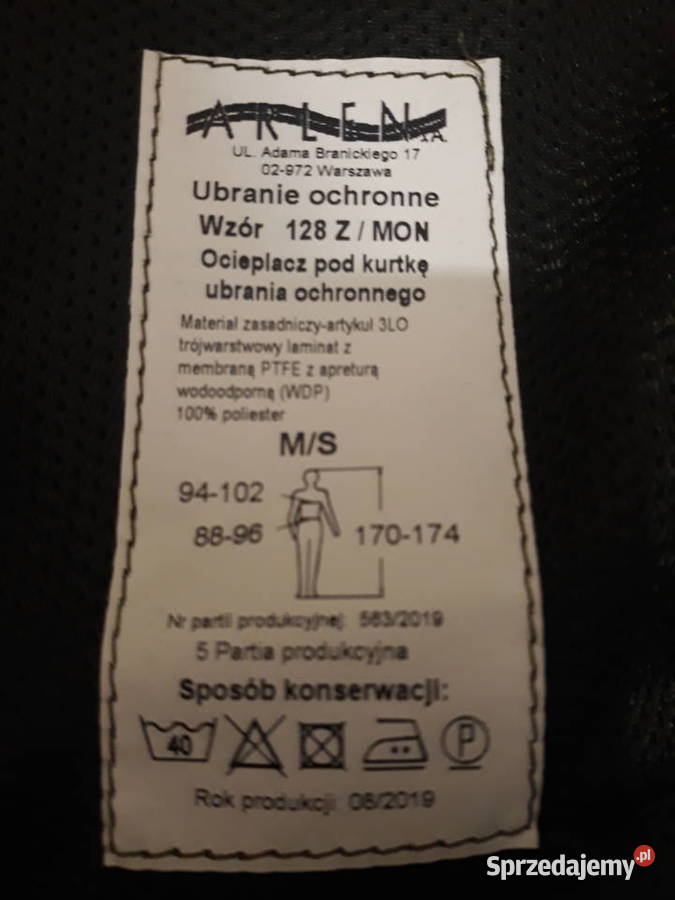 ARLEN S.A.
UL. Adama Branickiego 17
02-972 Warszawa
Ubranie ochronne
Wzór 128 Z / MON
Ocieplacz pod kurtkę
ubrania ochronnego
Materiał zasadniczy-artykuł 3LO
trójwarstwowy laminat z
membraną PTFE z apreturą
wodoodporną (WDP)
100% poliester
M/S
94-102
88-96
170-174
Nr partii produkcyjnej: 563/2019
5 Partia produkcyjna
Sposób konserwacji:
40
P
Rok produkcji: 08/2019
Sprzedajemy.pl